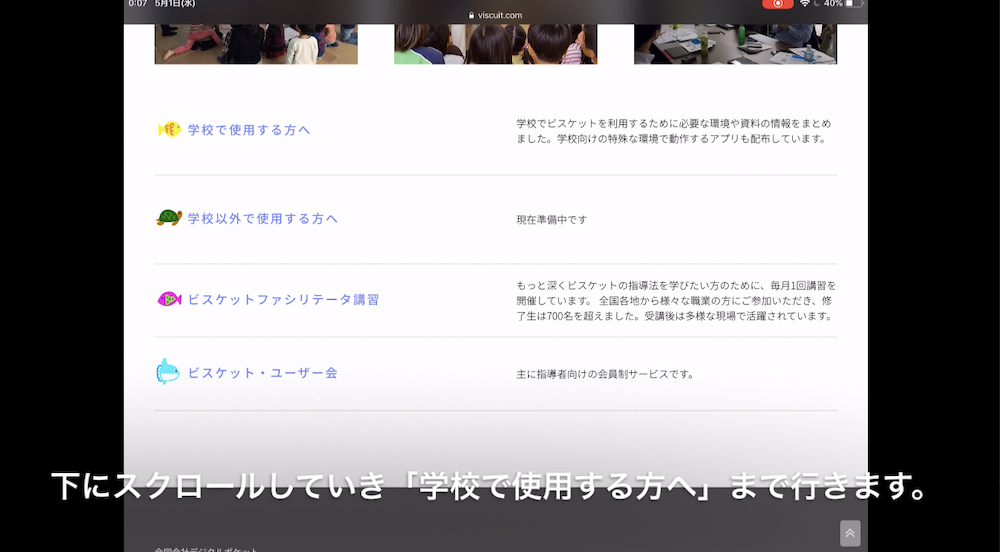 0:07 5月1日(水)
viscuit.com
40%
学校で使用する方へ
学校でビスケットを利用するために必要な環境や資料の情報をまとめ
ました。学校向けの特殊な環境で動作するアプリも配布しています。
学校以外で使用する方へ
現在準備中です
ビスケットファシリテータ講習
もっと深くビスケットの指導法を学びたい方のために、毎月1回講習を
開催しています。 全国各地から様々な職業の方にご参加いただき、修
了生は700名を超えました。受講後は多様な現場で活躍されています。
ビスケット・ユーザー会
主に指導者向けの会員制サービスです。
下にスクロールしていき「学校で使用する方へ」まで行きます。
合同会社デジタルポケット